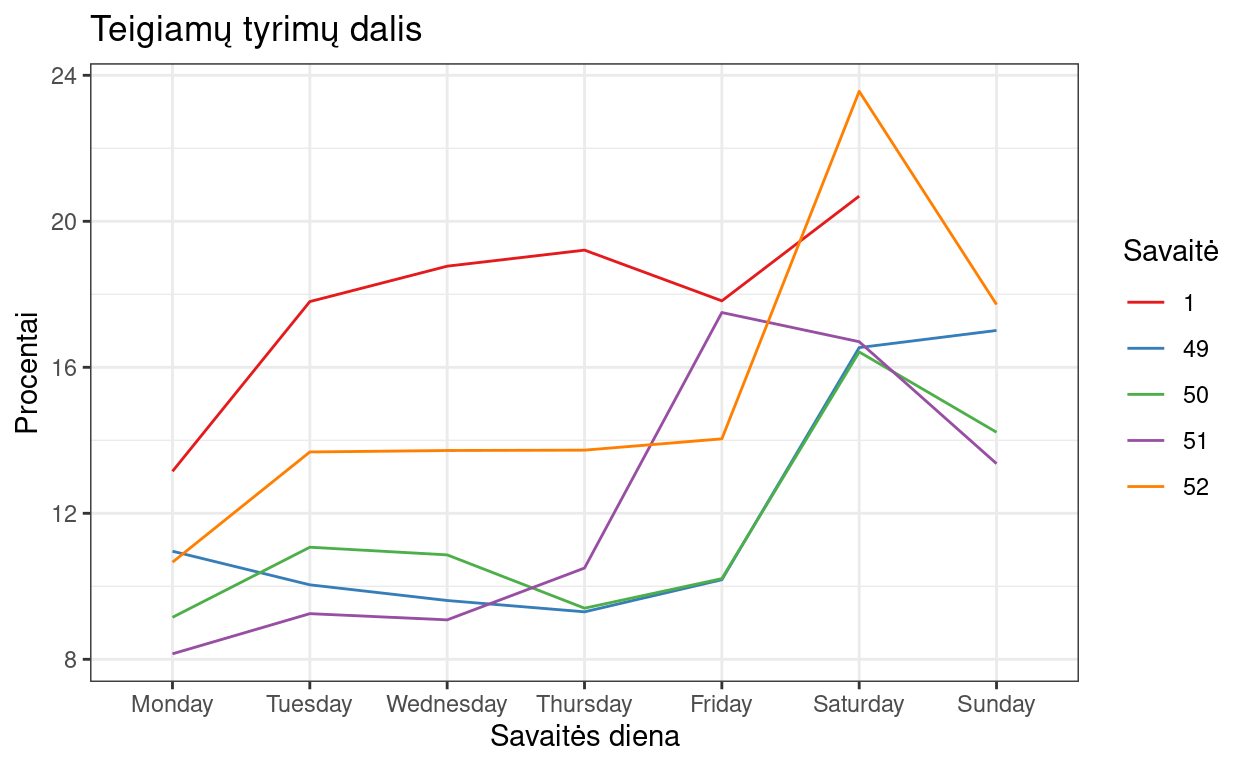 Teigiamų tyrimų dalis
24
20
16
12
8
Procentai
Monday Tuesday Wednesday Thursday Friday Saturday Sunday
Savaitės diena
Savaitė
1
49
50
51
52